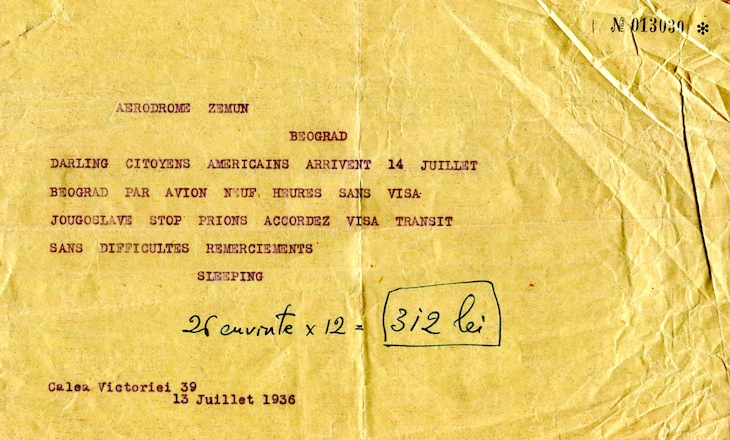 № 013030 *
AERODROME ZEMUN
BEOGRAD
DARLING CITOYENS AMERICAINS ARRIVENT 14 JUILLET
BEOGRAD PAR AVION NEUF HEURES SANS VISA
JOUGOSLAVE STOP PRIONS ACCORDEZ VISA TRANSIT
SANS DIFFICULTES REMERCIEMENTS
SLEEPING
26 cuvinte x 12 = 312 lei
Calea Victoriei 39
13 Juillet 1936